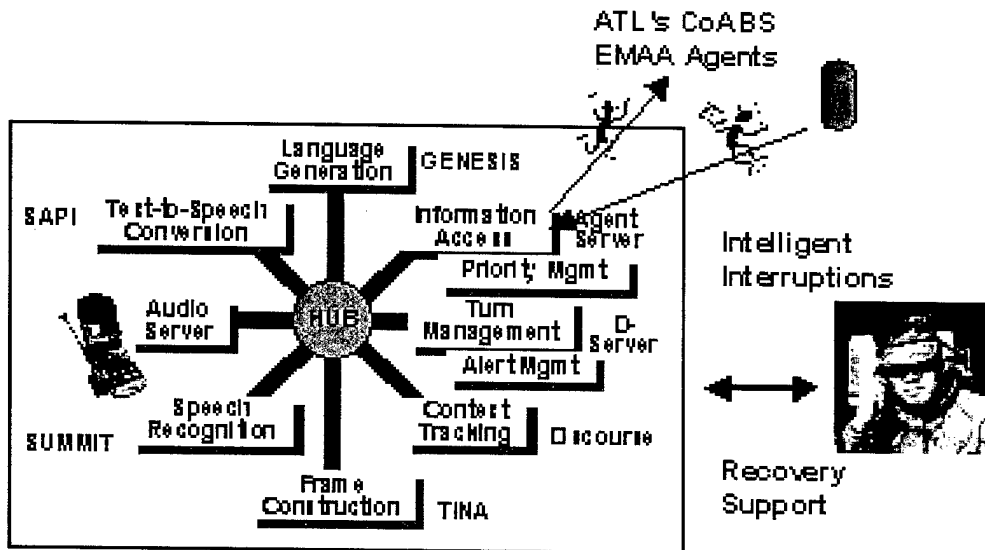 ATL's CoABS
EMAA Agents
Language
Generation
GENESIS
SAPI
Text-to-Speech
Conversion
Information
Access
Agent
Server
Priority Mgmt
Intelligent
Interruptions
Audio
Server
HUB
Turn
Management
D-
Server
Alert Mgmt
Speech
Recognition
SUMMIT
Context
Tracking
Discourse
Frame
Construction
TINA
Recovery
Support